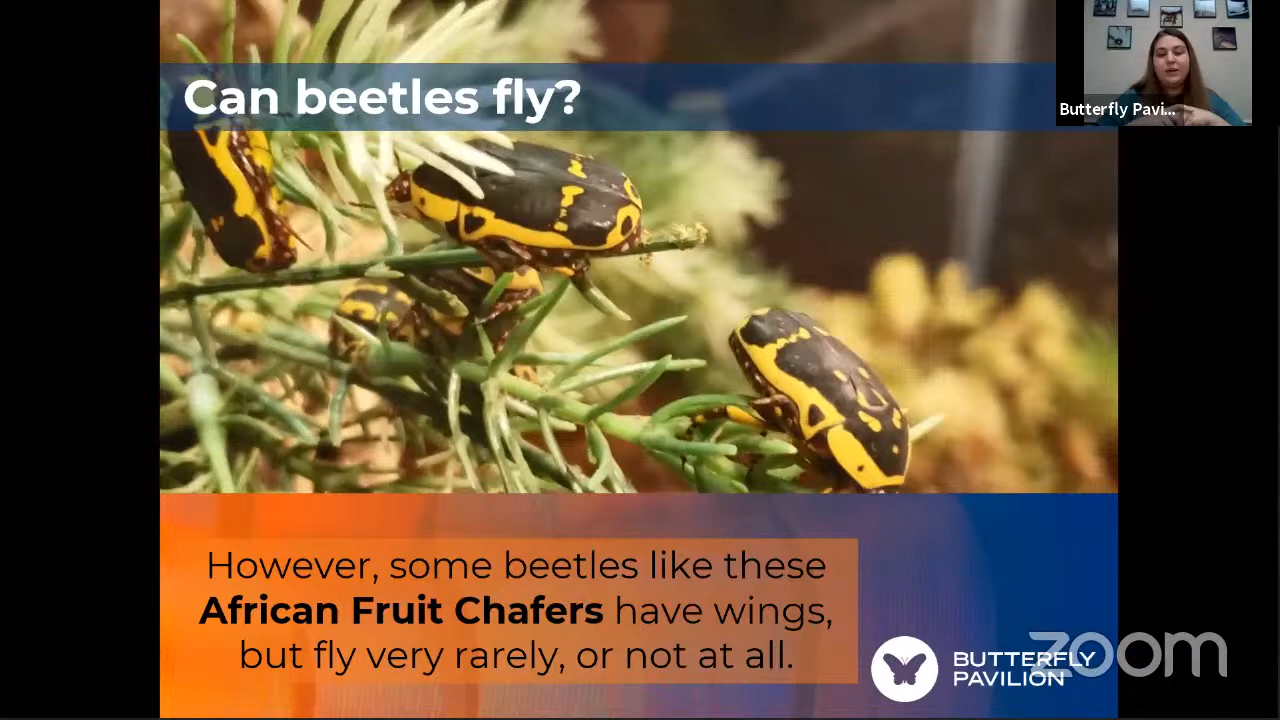 Can beetles fly?
Butterfly Pavi...
However, some beetles like these
African Fruit Chafers have wings,
but fly very rarely, or not at all.
BUTTERFLY
PAVILION
zoom